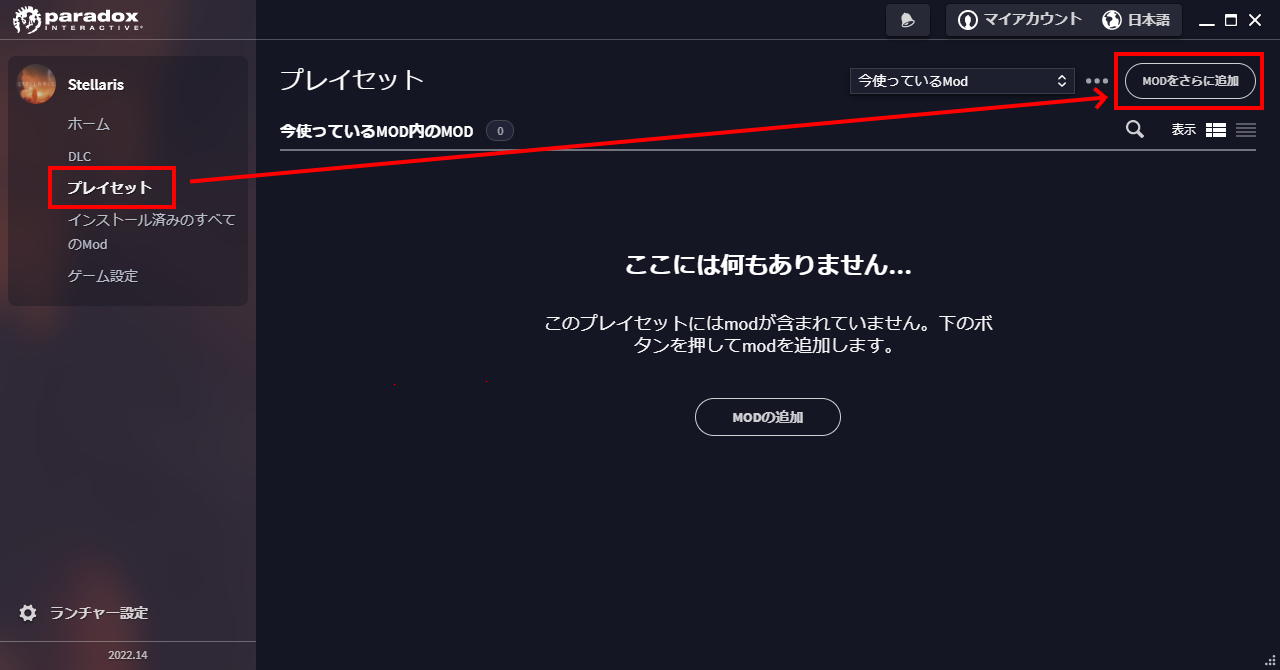 paradox
INTERACTIVE
マイアカウント
日本語
Stellaris
ホーム
DLC
プレイセット
インストール済みのすべて
のMod
ゲーム設定
ランチャー設定
2022.14
プレイセット
今使っているMod
MODをさらに追加
今使っているMOD内のMOD 0
表示
ここには何もありません...
このプレイセットにはmodが含まれていません。下のボ
タンを押してmodを追加します。
MODの追加